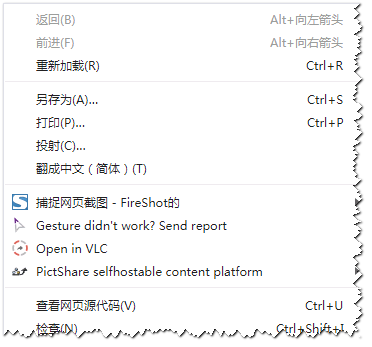 返回(B) Alt+向左箭头
前进(F) Alt+向右箭头
重新加载(R) Ctrl+R
另存为(A)... Ctrl+S
打印(P)... Ctrl+P
投射(C)...
翻成中文（简体）(T)
捕捉网页截图 - FireShot的
Gesture didn't work? Send report
Open in VLC
PictShare selfhostable content platform
查看网页源代码(V) Ctrl+U
检查(N) Ctrl+Shift+I